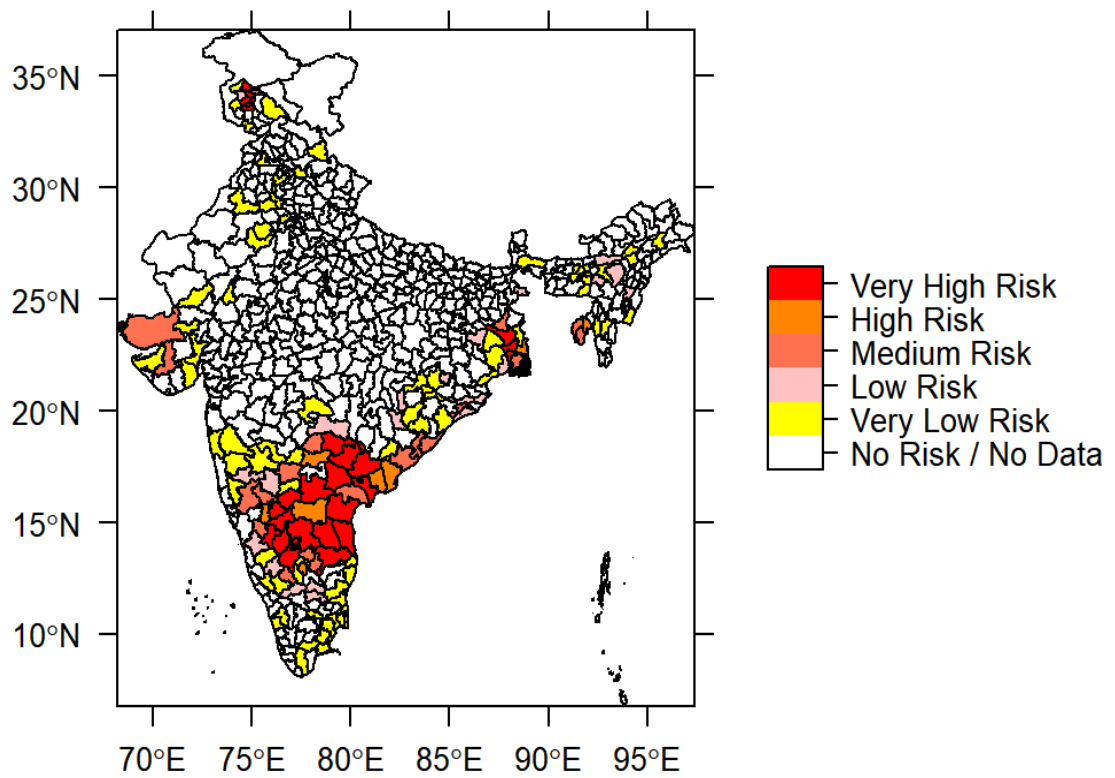 35°N
30°N
25°N
20°N
15°N
10°N
70°E 75°E 80°E 85°E 90°E 95°E
Very High Risk
High Risk
Medium Risk
Low Risk
Very Low Risk
No Risk / No Data